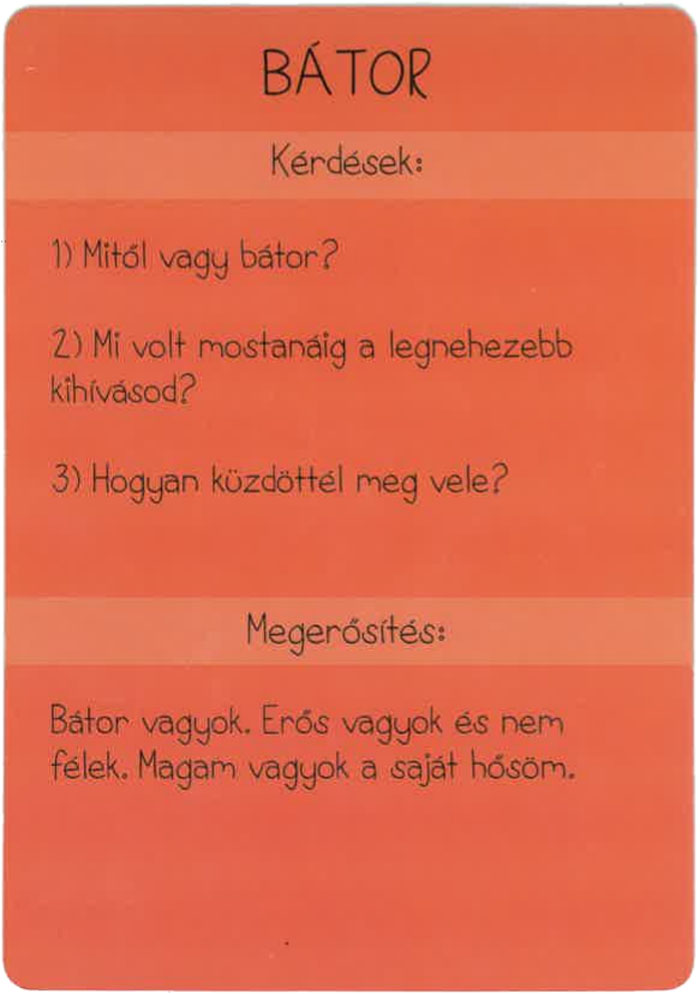 BÁTOR
Kérdések:
1) Mitől vagy bátor?
2) Mi volt mostanáig a legnehezebb
kihívásod?
3) Hogyan küzdöttél meg vele?
Megerősítés:
Bátor vagyok. Erős vagyok és nem
félek. Magam vagyok a saját hősöm.